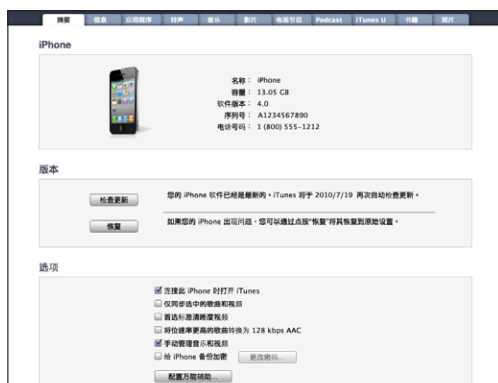 摘要 信息 应用程序 铃声 音乐 影片 电视节目 Podcast iTunes U 书籍 照片
iPhone
名称： iPhone
容量： 13.05 GB
软件版本： 4.0
序列号： A1234567890
电话号码： 1 (800) 555-1212
版本
检查更新 您的 iPhone 软件已经是最新的。iTunes 将于 2010/7/19 再次自动检查更新。
恢复 如果您的 iPhone 出现问题，您可以通过点按“恢复”将其恢复到原始设置。
选项
连接此 iPhone 时打开 iTunes
仅同步选中的歌曲和视频
首选标准清晰度视频
将位速率更高的歌曲转换为 128 kbps AAC
手动管理音乐和视频
给 iPhone 备份加密 更改密码...
配置万能辅助...